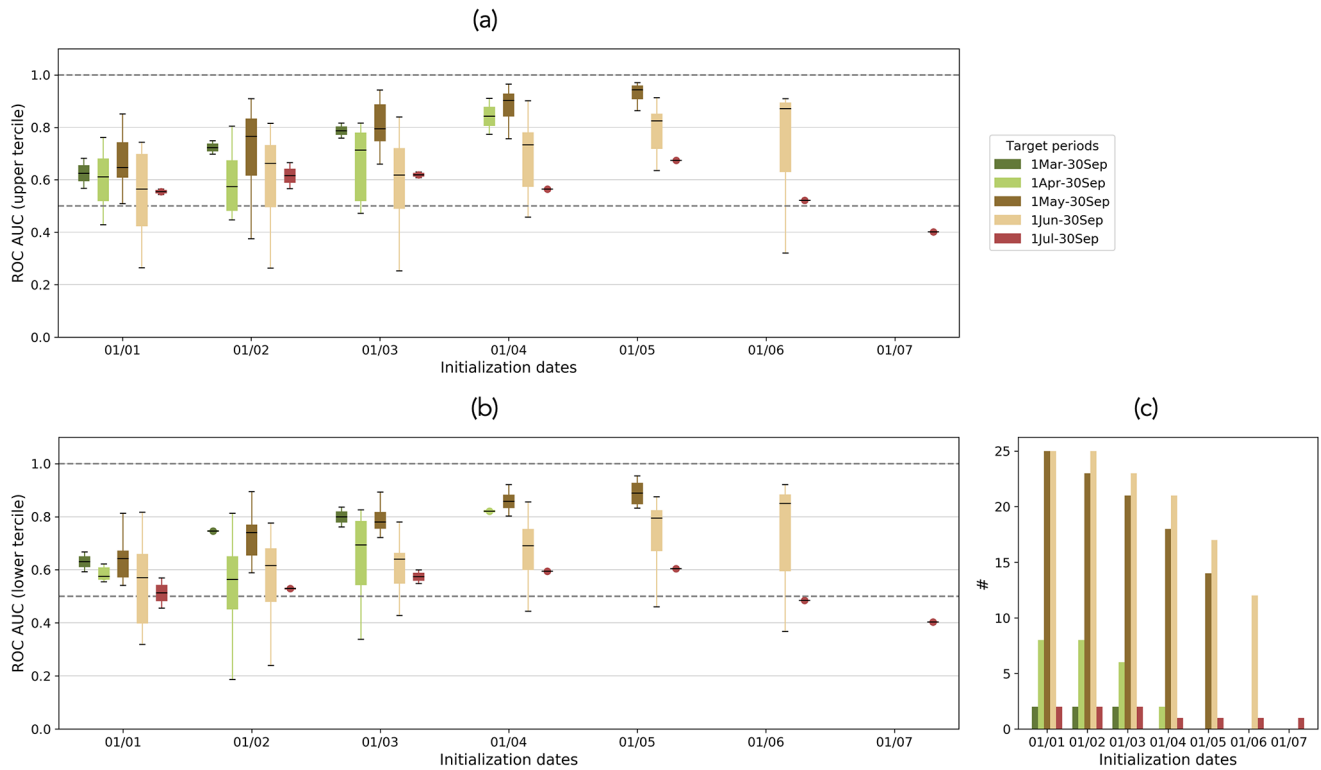 (a)
ROC AUC (upper tercile)
1.0
0.8
0.6
0.4
0.2
0.0
01/01 01/02 01/03 01/04 01/05 01/06 01/07
Initialization dates
Target periods
1Mar-30Sep
1Apr-30Sep
1May-30Sep
1Jun-30Sep
1Jul-30Sep
(b)
ROC AUC (lower tercile)
1.0
0.8
0.6
0.4
0.2
0.0
01/01 01/02 01/03 01/04 01/05 01/06 01/07
Initialization dates
(c)
#
25
20
15
10
5
0
01/01 01/02 01/03 01/04 01/05 01/06 01/07
Initialization dates